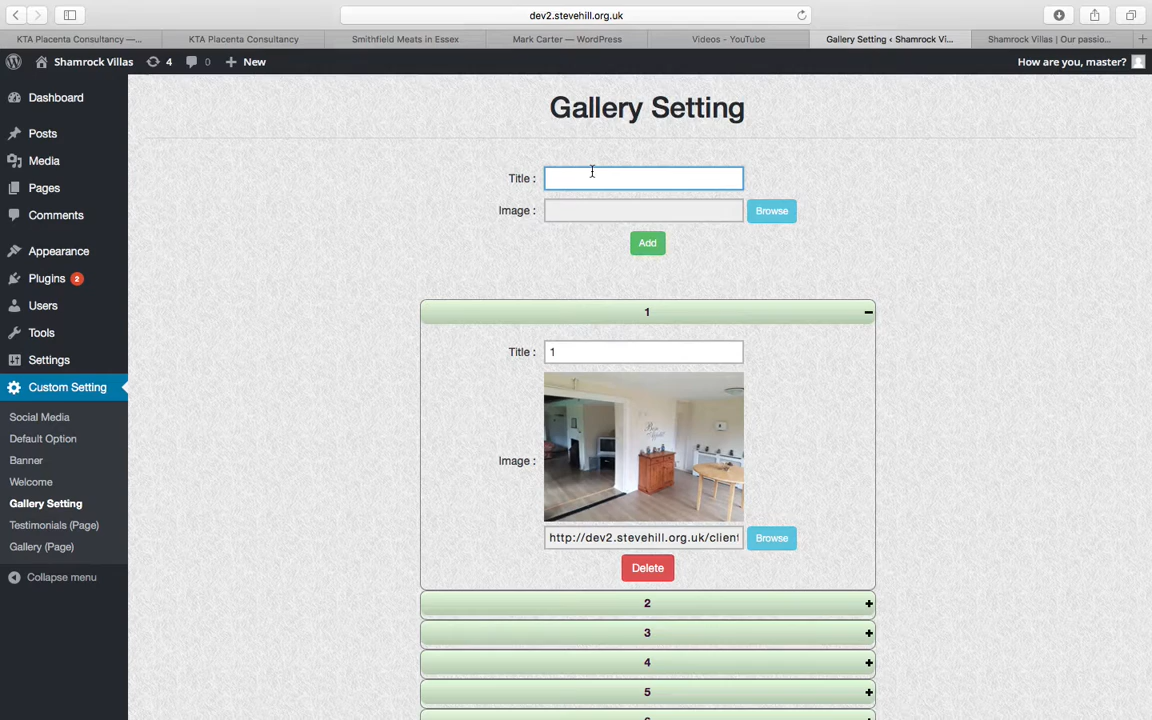 dev2.stevehill.org.uk
KTA Placenta Consultancy —...
KTA Placenta Consultancy
Smithfield Meats in Essex
Mark Carter — WordPress
Videos - YouTube
Gallery Setting ‹ Shamrock Vi...
Shamrock Villas | Our passio...
Shamrock Villas
4
0
New
How are you, master?
Dashboard
Posts
Media
Pages
Comments
Appearance
Plugins 2
Users
Tools
Settings
Custom Setting
Social Media
Default Option
Banner
Welcome
Gallery Setting
Testimonials (Page)
Gallery (Page)
Collapse menu
Gallery Setting
Title :
Image :
Browse
Add
1
Title :
1
Image :
http://dev2.stevehill.org.uk/client
Browse
Delete
2
3
4
5